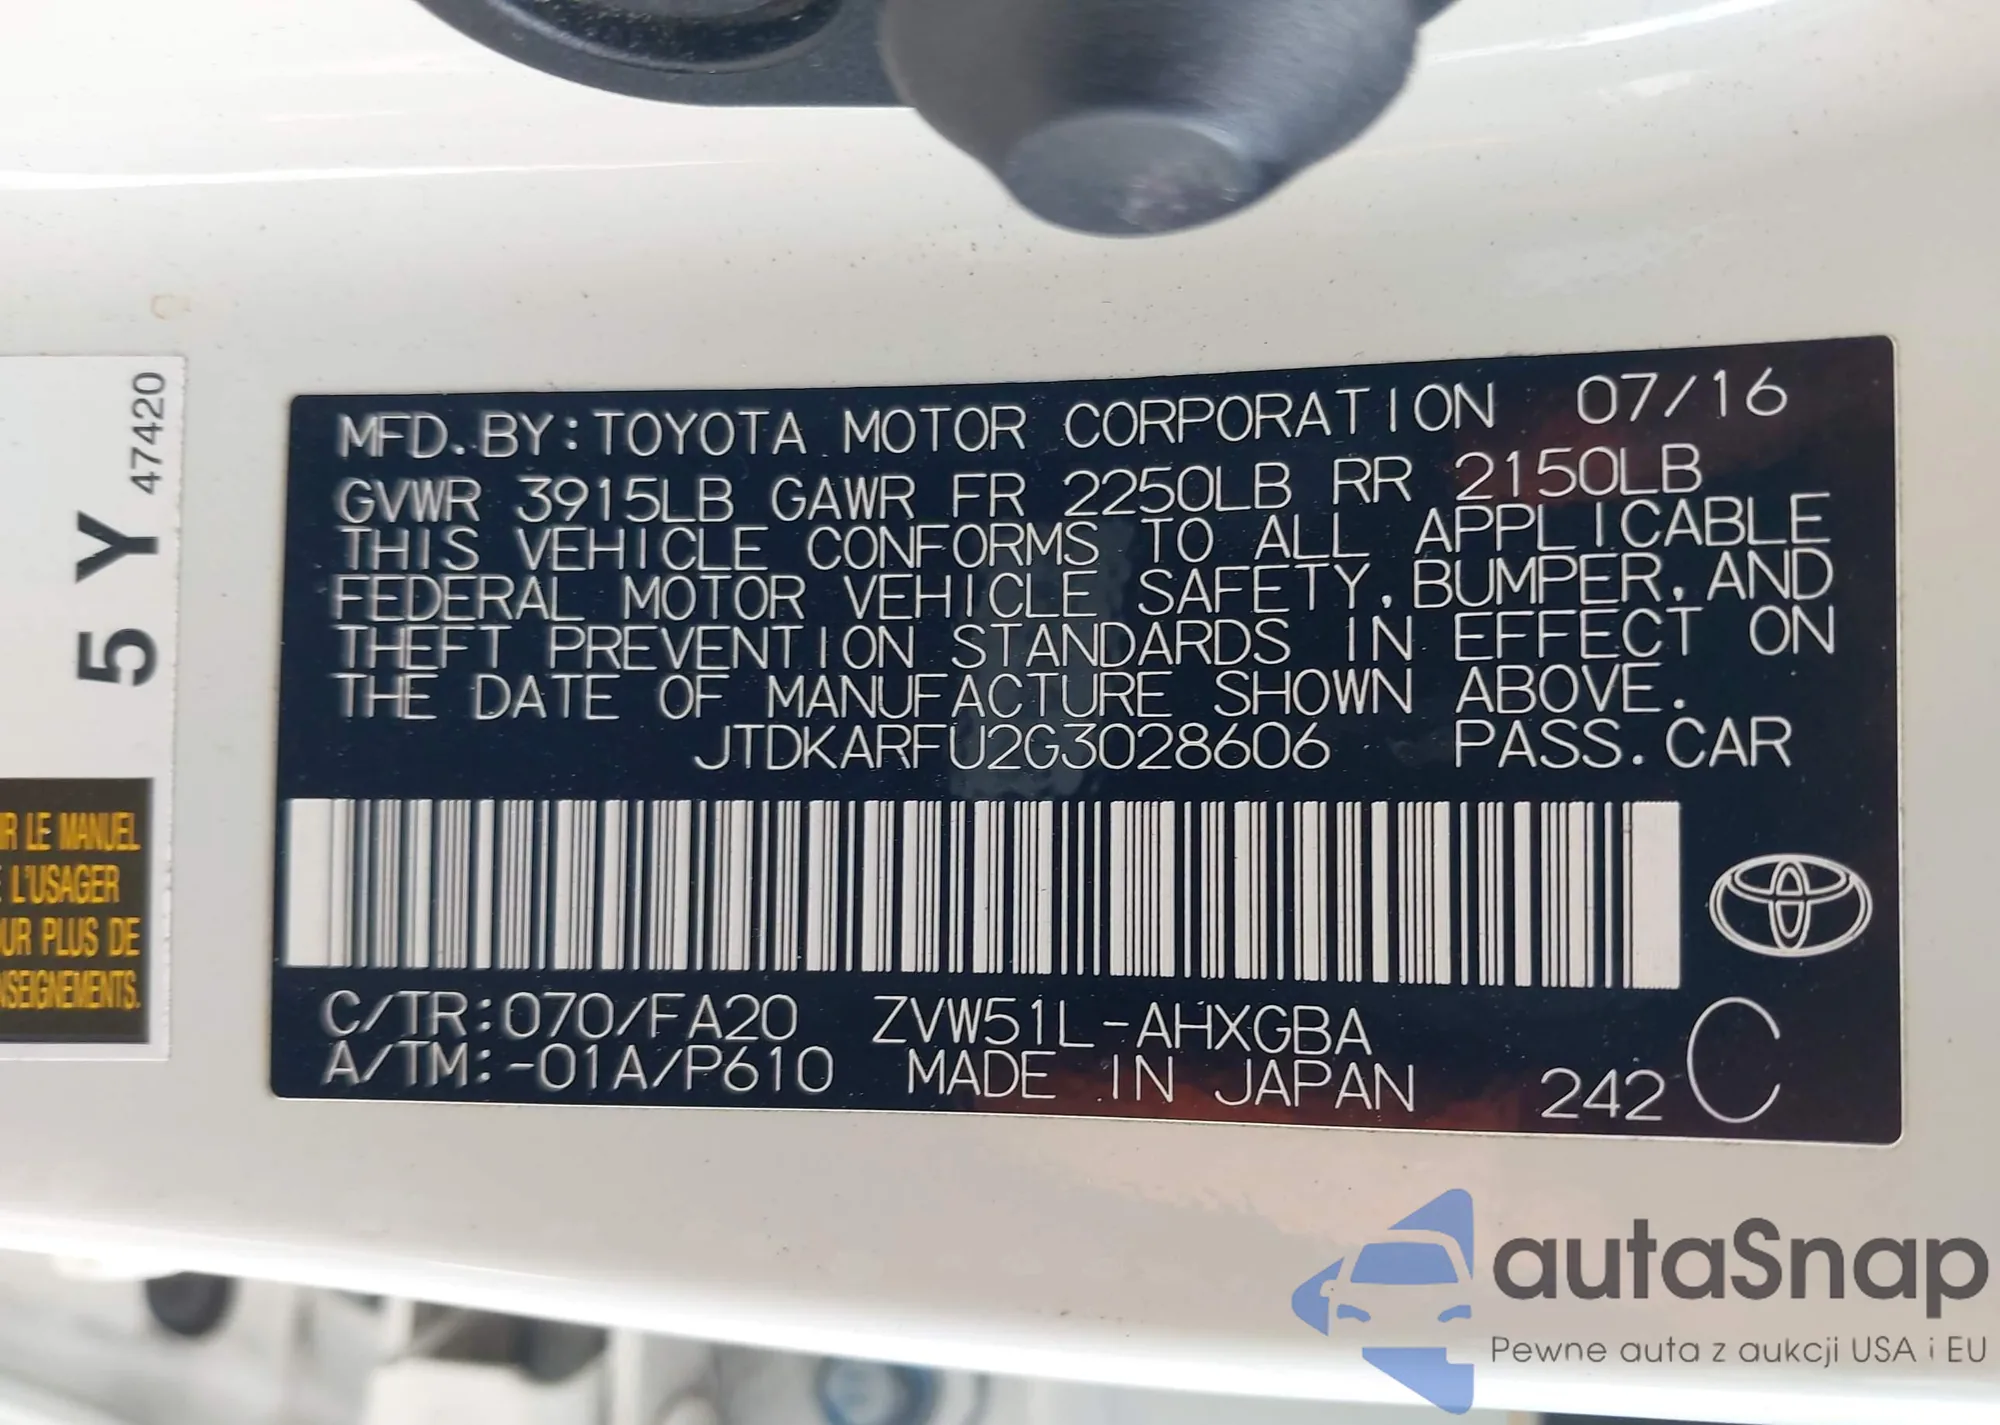 47420
5 Y
R LE MANUEL
L'USAGER
UR PLUS DE
NSEIGNEMENTS.
MFD. BY: TOYOTA MOTOR CORPORATION 07/16
GVWR 3915LB GAWR FR 2250LB RR 2150LB
THIS VEHICLE CONFORMS TO ALL APPLICABLE
FEDERAL MOTOR VEHICLE SAFETY, BUMPER, AND
THEFT PREVENTION STANDARDS IN EFFECT ON
THE DATE OF MANUFACTURE SHOWN ABOVE.
JTDKARFU2G3028606 PASS. CAR
C/TR:070/FA20 ZVW51L-AHXGBA
A/TM:-01A/P610 MADE IN JAPAN 242 C
autaSnap
Pewne auta z aukcji USA i EU